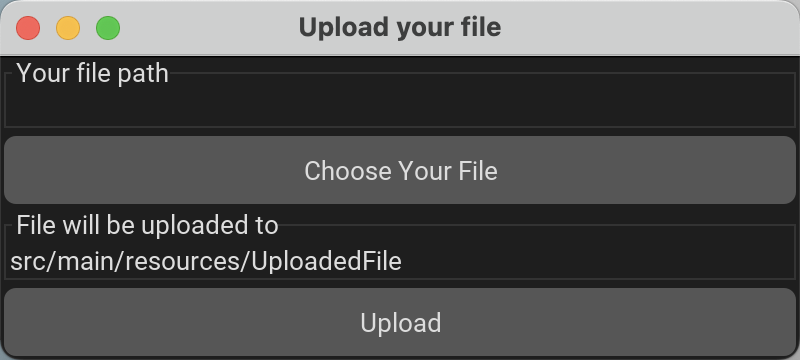 Upload your file
Your file path
Choose Your File
File will be uploaded to
src/main/resources/UploadedFile
Upload